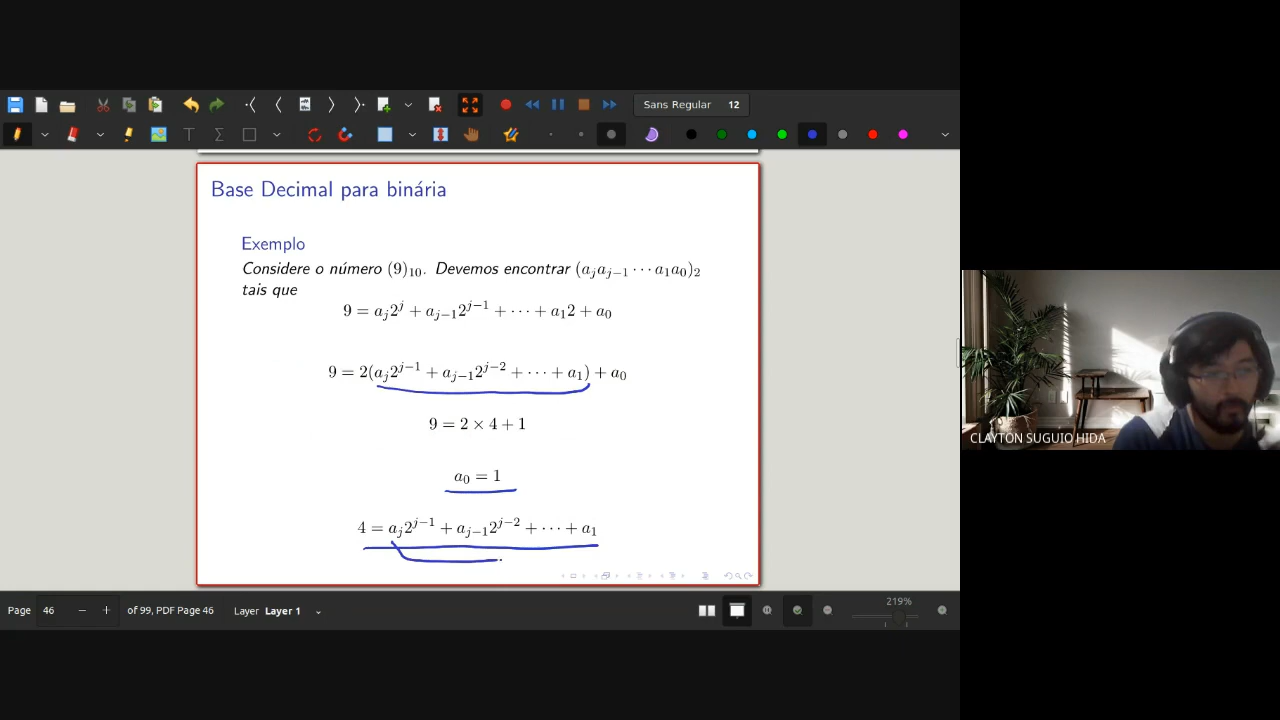 Sans Regular 12
Base Decimal para binária
Exemplo
Considere o número (9)₁₀. Devemos encontrar (aⱼaⱼ₋₁ ⋯ a₁a₀)₂
tais que
9 = aⱼ2ʲ + aⱼ₋₁2ʲ⁻¹ + ⋯ + a₁2 + a₀
9 = 2(aⱼ2ʲ⁻¹ + aⱼ₋₁2ʲ⁻² + ⋯ + a₁) + a₀
9 = 2 × 4 + 1
a₀ = 1
4 = aⱼ2ʲ⁻¹ + aⱼ₋₁2ʲ⁻² + ⋯ + a₁
CLAYTON SUGUIO HIDA
Page 46 − + of 99, PDF Page 46 Layer Layer 1 219%